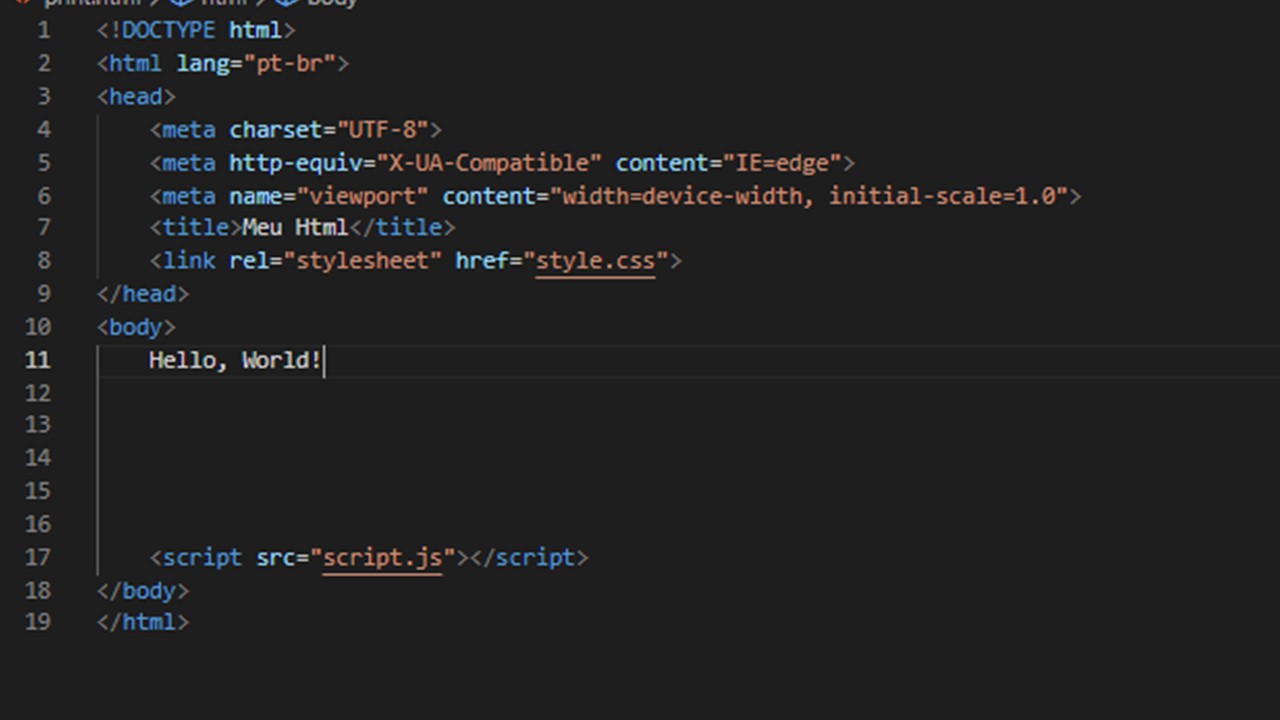 1 <!DOCTYPE html>
2 <html lang="pt-br">
3 <head>
4 <meta charset="UTF-8">
5 <meta http-equiv="X-UA-Compatible" content="IE=edge">
6 <meta name="viewport" content="width=device-width, initial-scale=1.0">
7 <title>Meu Html</title>
8 <link rel="stylesheet" href="style.css">
9 </head>
10 <body>
11 Hello, World!
12
13
14
15
16
17 <script src="script.js"></script>
18 </body>
19 </html>